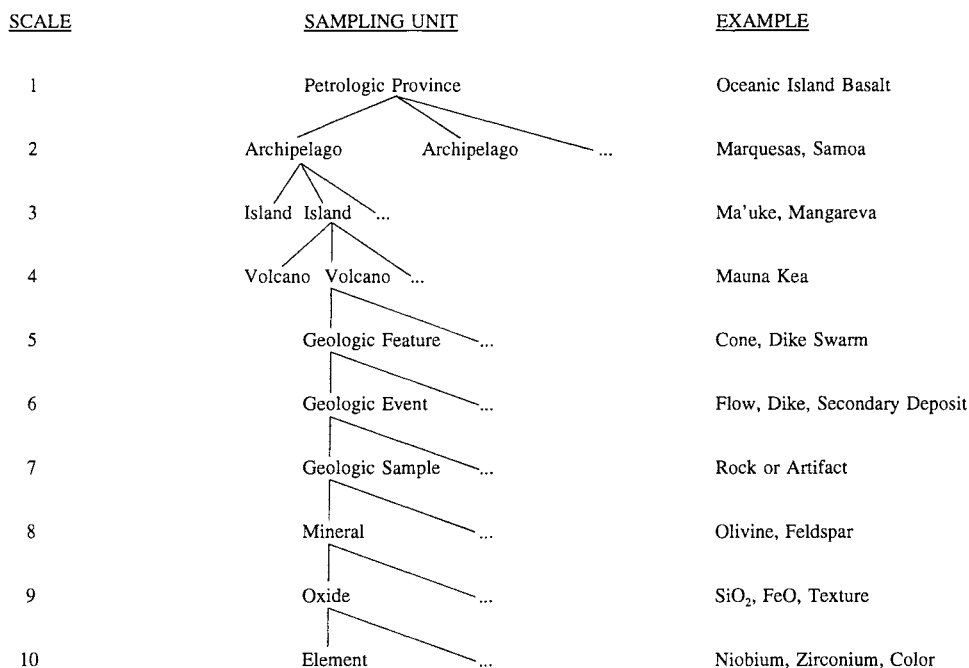 SCALE SAMPLING UNIT EXAMPLE
1 Petrologic Province Oceanic Island Basalt
2 Archipelago Archipelago ... Marquesas, Samoa
3 Island Island ... Ma'uke, Mangareva
4 Volcano Volcano ... Mauna Kea
5 Geologic Feature ... Cone, Dike Swarm
6 Geologic Event ... Flow, Dike, Secondary Deposit
7 Geologic Sample ... Rock or Artifact
8 Mineral ... Olivine, Feldspar
9 Oxide ... SiO₂, FeO, Texture
10 Element ... Niobium, Zirconium, Color